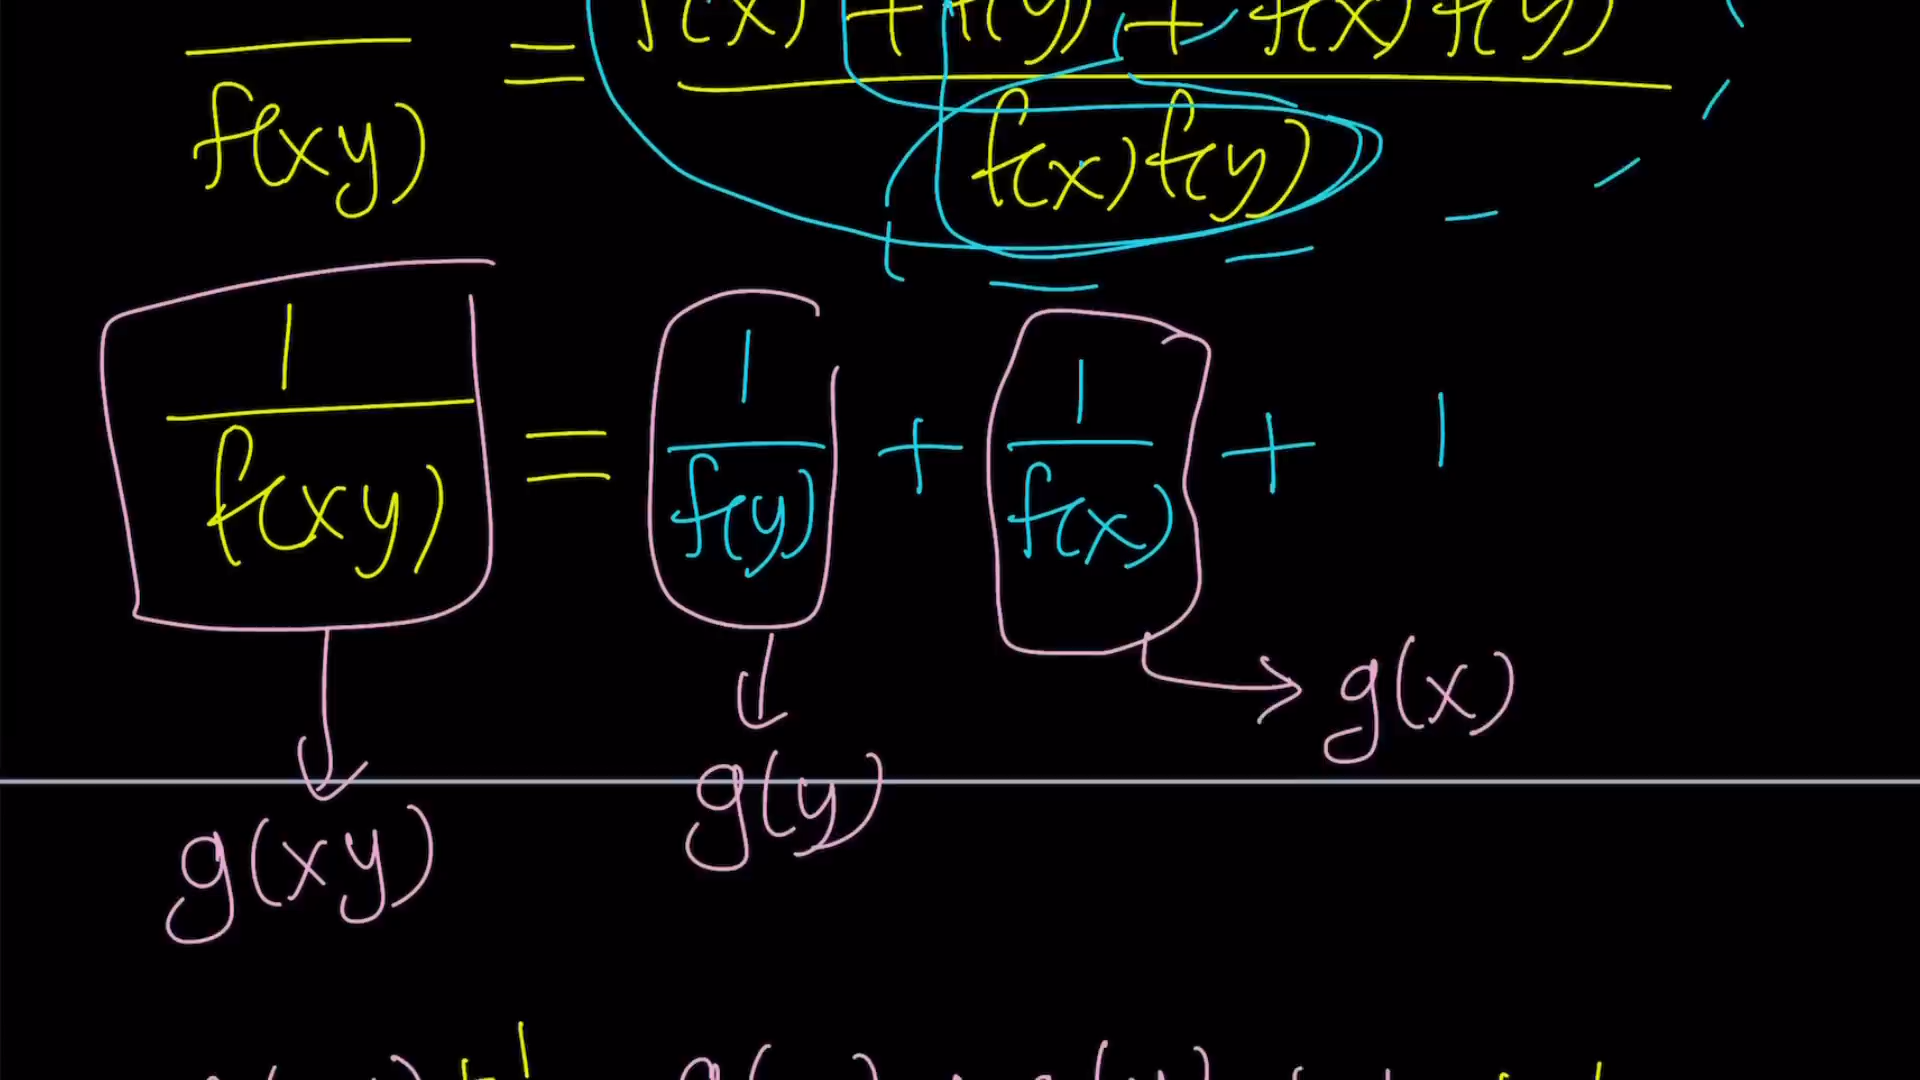 f(x) + f(y) + f(x) f(y)
f(xy) = f(x) f(y)
1 1 1
f(xy) = f(y) + f(x) + 1
g(x)
g(y)
g(xy)